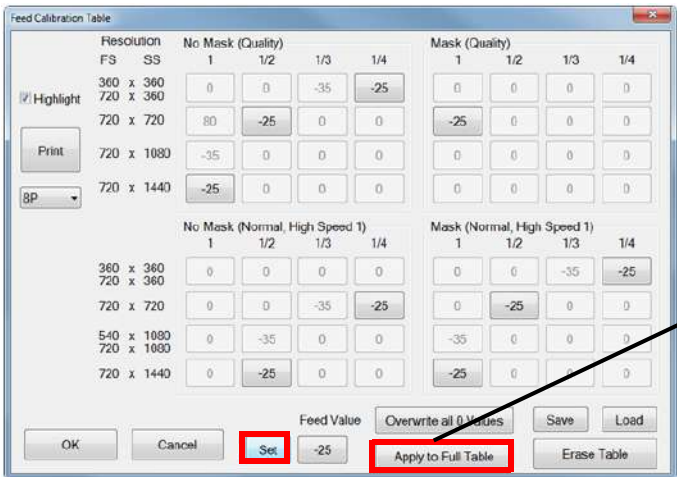 Feed Calibration Table
Resolution No Mask (Quality) Mask (Quality)
FS SS 1 1/2 1/3 1/4 1 1/2 1/3 1/4
360 x 360 0 0 -35 -25 0 0 0 0
720 x 360
Highlight
720 x 720 80 -25 0 0 -25 0 0 0
Print 720 x 1080 -35 0 0 0 0 0 0 0
8P 720 x 1440 -25 0 0 0 0 0 0 0
No Mask (Normal, High Speed 1) Mask (Normal, High Speed 1)
1 1/2 1/3 1/4 1 1/2 1/3 1/4
360 x 360 0 0 0 0 0 0 -35 -25
720 x 360
720 x 720 0 0 -35 -25 0 -25 0 0
540 x 1080 0 -35 0 0 -35 0 0 0
720 x 1080
720 x 1440 0 -25 0 0 -25 0 0 0
Feed Value Overwrite all 0 Values Save Load
OK Cancel Set -25 Apply to Full Table Erase Table